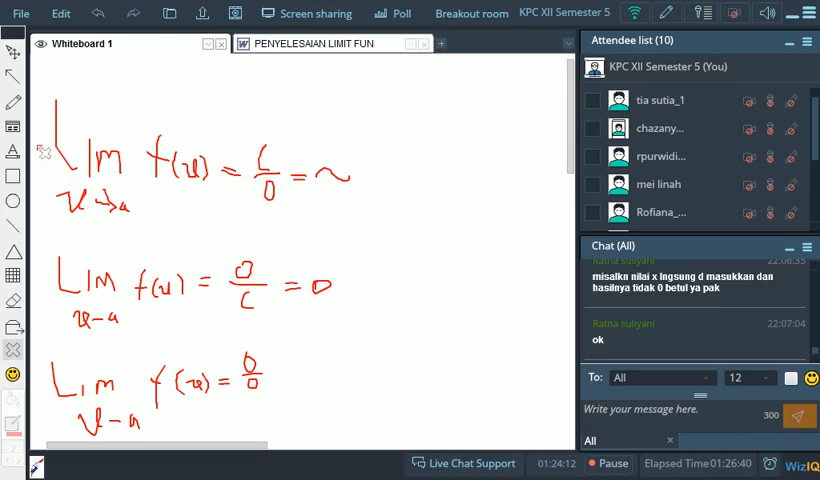 File Edit Screen sharing Poll Breakout room KPC XII Semester 5
Whiteboard 1
PENYELESAIAN LIMIT FUN
Lim f(x) = C/0 = ~
x→a
Lim f(x) = 0/C = 0
x-a
Lim f(x) = 0/0
x-a
Attendee list (10)
KPC XII Semester 5 (You)
tia sutia_1
chazany...
rpurwidi...
mei linah
Rofiana_...
Chat (All)
Ratna suliyani 22:06:35
misalkn nilai x lngsung d masukkan dan
hasilnya tidak 0 betul ya pak
Ratna suliyani 22:07:04
ok
To: All 12
Write your message here. 300
All
Live Chat Support 01:24:12 Pause Elapsed Time 01:26:40 WizIQ